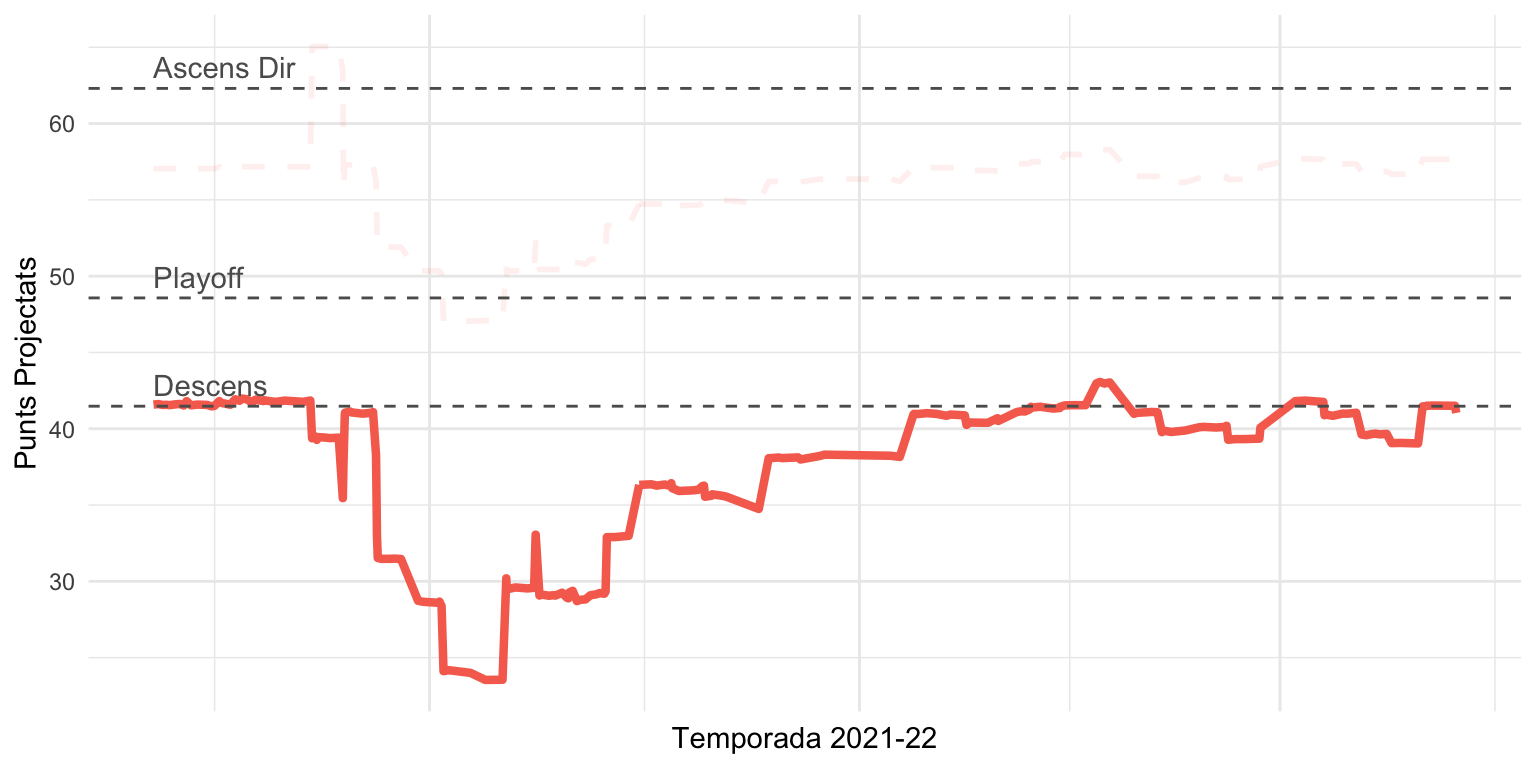 Ascens Dir
60
Playoff
50
Descens
40
30
Punts Projectats
Temporada 2021-22